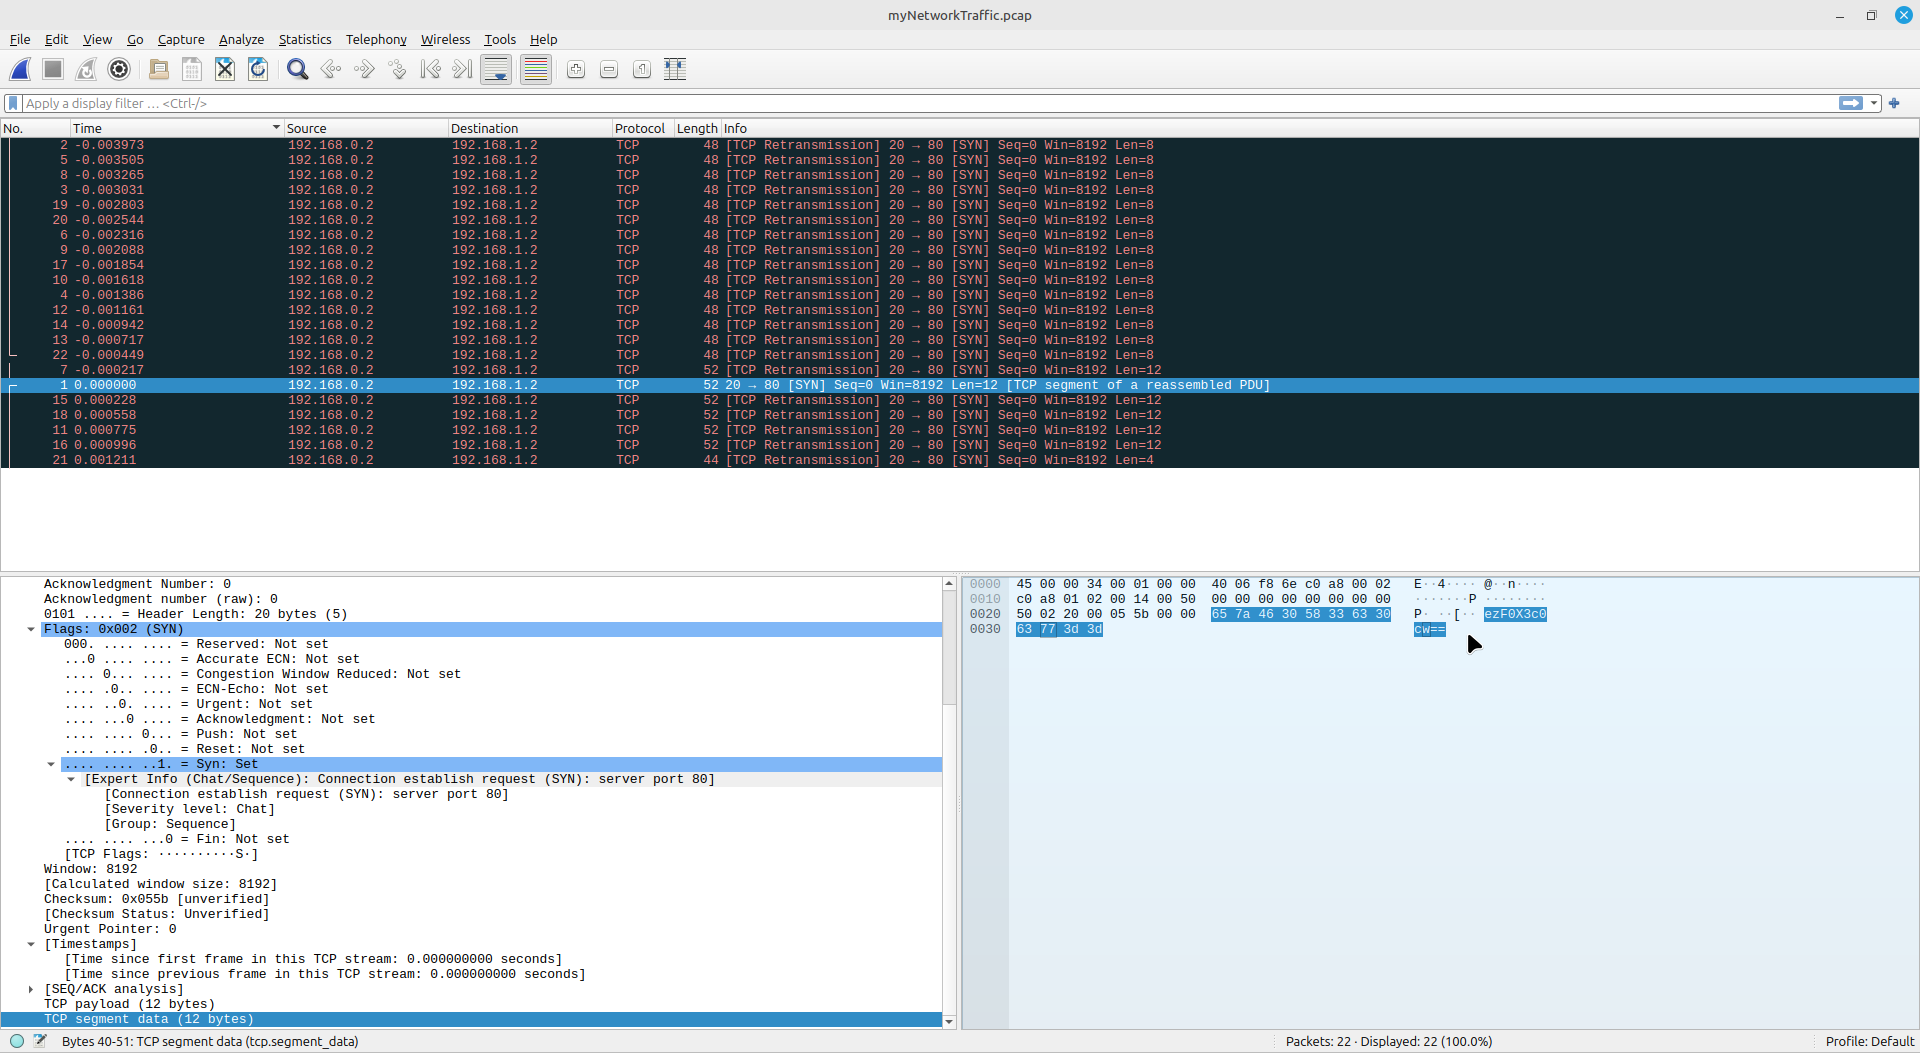 myNetworkTraffic.pcap
File Edit View Go Capture Analyze Statistics Telephony Wireless Tools Help
Apply a display filter … <Ctrl-/>
No. Time Source Destination Protocol Length Info
2 -0.003973 192.168.0.2 192.168.1.2 TCP 48 [TCP Retransmission] 20 → 80 [SYN] Seq=0 Win=8192 Len=8
5 -0.003505 192.168.0.2 192.168.1.2 TCP 48 [TCP Retransmission] 20 → 80 [SYN] Seq=0 Win=8192 Len=8
8 -0.003265 192.168.0.2 192.168.1.2 TCP 48 [TCP Retransmission] 20 → 80 [SYN] Seq=0 Win=8192 Len=8
3 -0.003031 192.168.0.2 192.168.1.2 TCP 48 [TCP Retransmission] 20 → 80 [SYN] Seq=0 Win=8192 Len=8
19 -0.002803 192.168.0.2 192.168.1.2 TCP 48 [TCP Retransmission] 20 → 80 [SYN] Seq=0 Win=8192 Len=8
20 -0.002544 192.168.0.2 192.168.1.2 TCP 48 [TCP Retransmission] 20 → 80 [SYN] Seq=0 Win=8192 Len=8
6 -0.002316 192.168.0.2 192.168.1.2 TCP 48 [TCP Retransmission] 20 → 80 [SYN] Seq=0 Win=8192 Len=8
9 -0.002088 192.168.0.2 192.168.1.2 TCP 48 [TCP Retransmission] 20 → 80 [SYN] Seq=0 Win=8192 Len=8
17 -0.001854 192.168.0.2 192.168.1.2 TCP 48 [TCP Retransmission] 20 → 80 [SYN] Seq=0 Win=8192 Len=8
10 -0.001618 192.168.0.2 192.168.1.2 TCP 48 [TCP Retransmission] 20 → 80 [SYN] Seq=0 Win=8192 Len=8
4 -0.001386 192.168.0.2 192.168.1.2 TCP 48 [TCP Retransmission] 20 → 80 [SYN] Seq=0 Win=8192 Len=8
12 -0.001161 192.168.0.2 192.168.1.2 TCP 48 [TCP Retransmission] 20 → 80 [SYN] Seq=0 Win=8192 Len=8
14 -0.000942 192.168.0.2 192.168.1.2 TCP 48 [TCP Retransmission] 20 → 80 [SYN] Seq=0 Win=8192 Len=8
13 -0.000717 192.168.0.2 192.168.1.2 TCP 48 [TCP Retransmission] 20 → 80 [SYN] Seq=0 Win=8192 Len=8
22 -0.000449 192.168.0.2 192.168.1.2 TCP 48 [TCP Retransmission] 20 → 80 [SYN] Seq=0 Win=8192 Len=8
7 -0.000217 192.168.0.2 192.168.1.2 TCP 52 [TCP Retransmission] 20 → 80 [SYN] Seq=0 Win=8192 Len=12
1 0.000000 192.168.0.2 192.168.1.2 TCP 52 20 → 80 [SYN] Seq=0 Win=8192 Len=12 [TCP segment of a reassembled PDU]
15 0.000228 192.168.0.2 192.168.1.2 TCP 52 [TCP Retransmission] 20 → 80 [SYN] Seq=0 Win=8192 Len=12
18 0.000558 192.168.0.2 192.168.1.2 TCP 52 [TCP Retransmission] 20 → 80 [SYN] Seq=0 Win=8192 Len=12
11 0.000775 192.168.0.2 192.168.1.2 TCP 52 [TCP Retransmission] 20 → 80 [SYN] Seq=0 Win=8192 Len=12
16 0.000996 192.168.0.2 192.168.1.2 TCP 52 [TCP Retransmission] 20 → 80 [SYN] Seq=0 Win=8192 Len=12
21 0.001211 192.168.0.2 192.168.1.2 TCP 44 [TCP Retransmission] 20 → 80 [SYN] Seq=0 Win=8192 Len=4
Acknowledgment Number: 0
Acknowledgment number (raw): 0
0101 .... = Header Length: 20 bytes (5)
Flags: 0x002 (SYN)
000. .... .... = Reserved: Not set
...0 .... .... = Accurate ECN: Not set
.... 0... .... = Congestion Window Reduced: Not set
.... .0.. .... = ECN-Echo: Not set
.... ..0. .... = Urgent: Not set
.... ...0 .... = Acknowledgment: Not set
.... .... 0... = Push: Not set
.... .... .0.. = Reset: Not set
.... .... ..1. = Syn: Set
[Expert Info (Chat/Sequence): Connection establish request (SYN): server port 80]
[Connection establish request (SYN): server port 80]
[Severity level: Chat]
[Group: Sequence]
.... .... ...0 = Fin: Not set
[TCP Flags: ··········S·]
Window: 8192
[Calculated window size: 8192]
Checksum: 0x055b [unverified]
[Checksum Status: Unverified]
Urgent Pointer: 0
[Timestamps]
[Time since first frame in this TCP stream: 0.000000000 seconds]
[Time since previous frame in this TCP stream: 0.000000000 seconds]
[SEQ/ACK analysis]
TCP payload (12 bytes)
TCP segment data (12 bytes)
0000 45 00 00 34 00 01 00 00 40 06 f8 6e c0 a8 00 02 E··4···· @··n····
0010 c0 a8 01 02 00 14 00 50 00 00 00 00 00 00 00 00 ·······P ········
0020 50 02 20 00 05 5b 00 00 65 7a 46 30 58 33 63 30 P· ··[·· ezF0X3c0
0030 63 77 3d 3d cw==
Bytes 40-51: TCP segment data (tcp.segment_data)
Packets: 22 · Displayed: 22 (100.0%)
Profile: Default